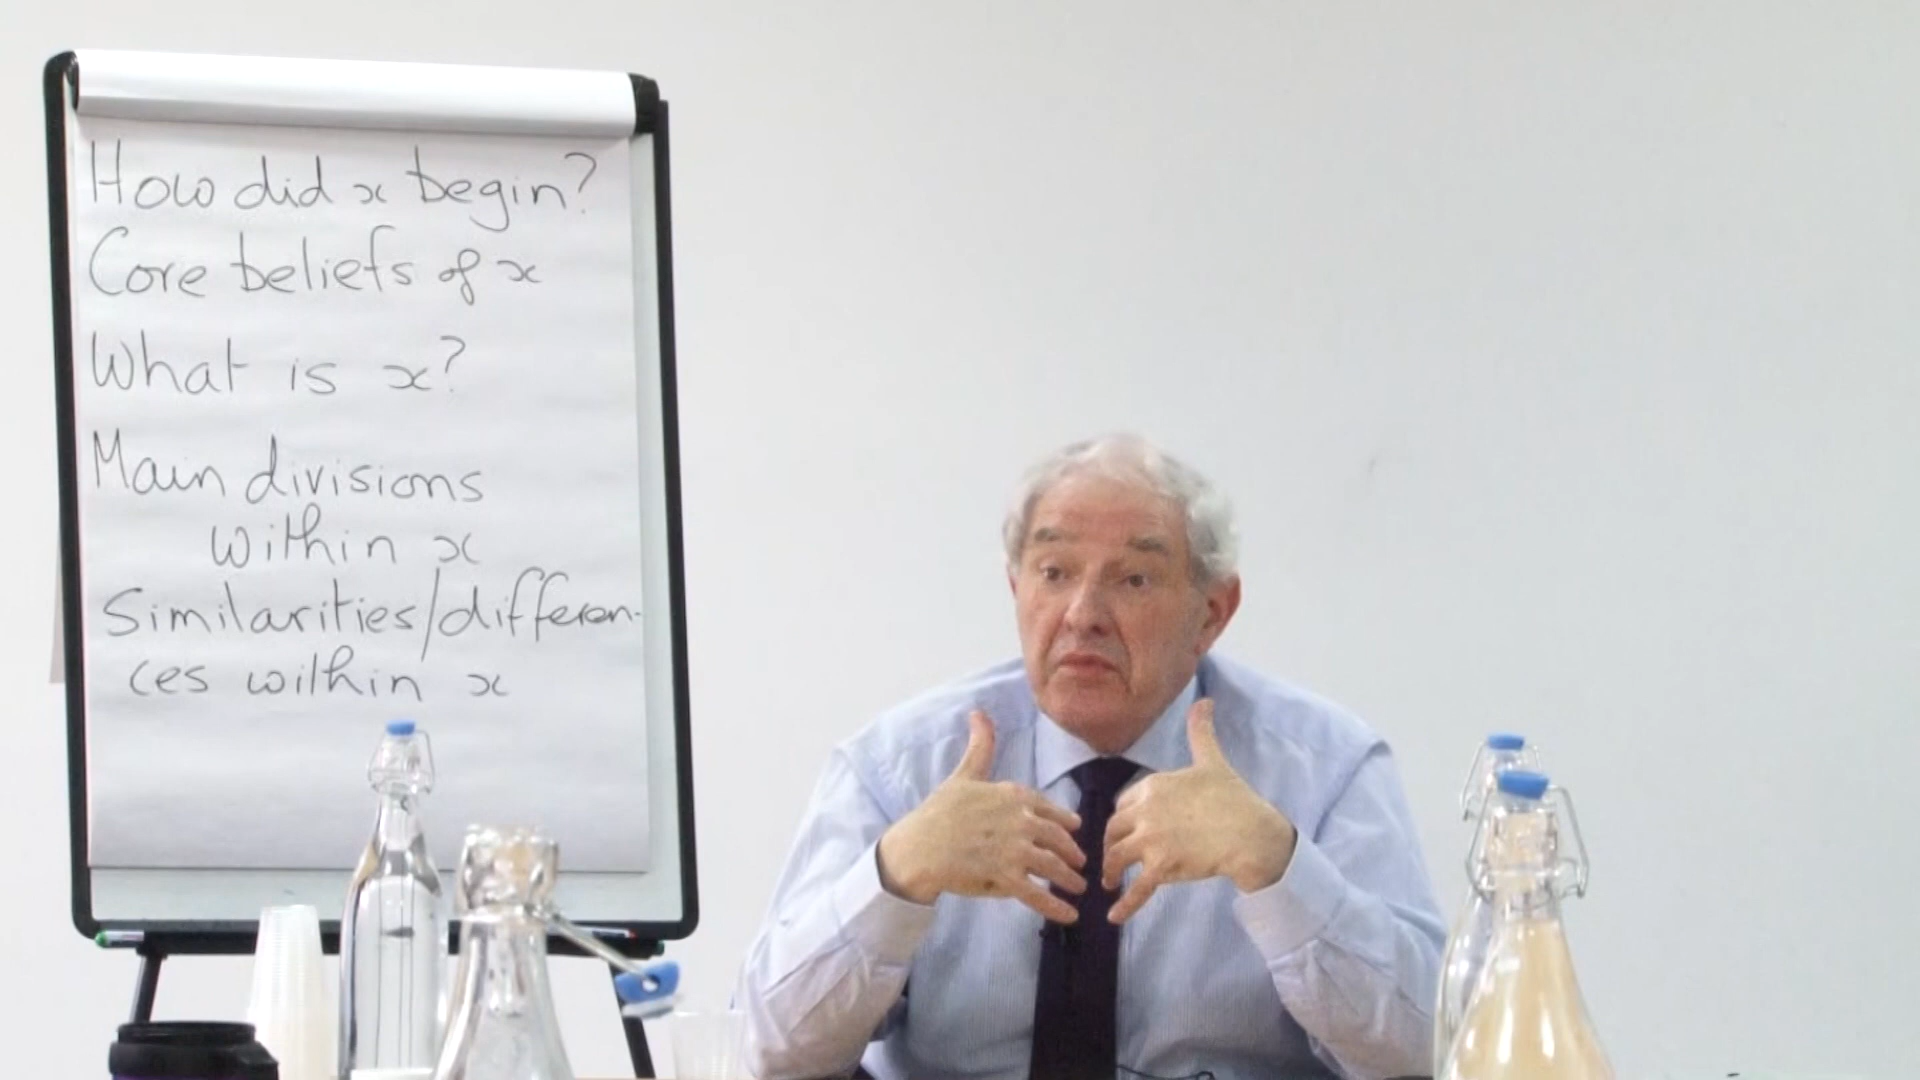 How did x begin?
Core beliefs of x
What is x?
Main divisions
within x
Similarities/differen-
ces within x